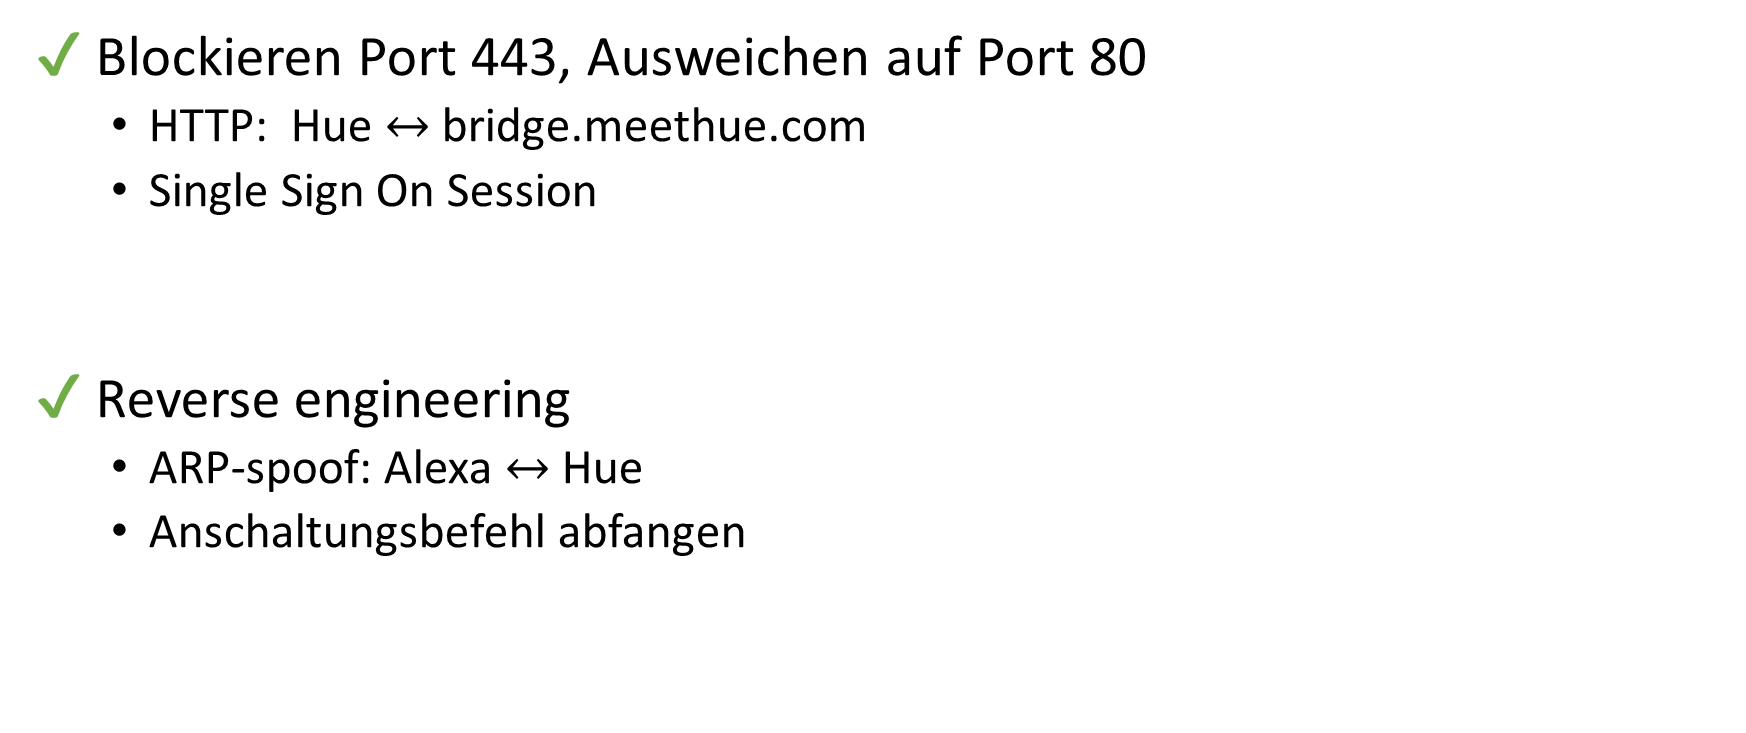 ✓ Blockieren Port 443, Ausweichen auf Port 80
• HTTP:  Hue ↔ bridge.meethue.com
• Single Sign On Session
✓ Reverse engineering
• ARP-spoof: Alexa ↔ Hue
• Anschaltungsbefehl abfangen